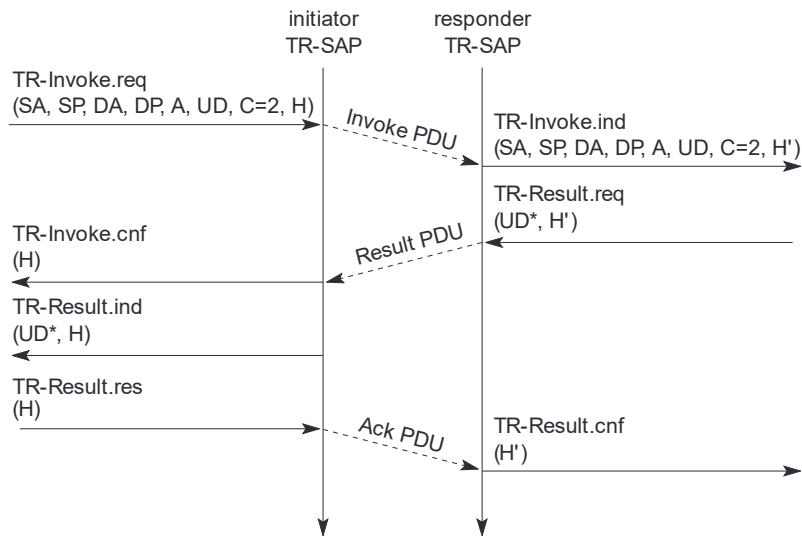 initiator
TR-SAP
responder
TR-SAP
TR-Invoke.req
(SA, SP, DA, DP, A, UD, C=2, H)
Invoke PDU
TR-Invoke.ind
(SA, SP, DA, DP, A, UD, C=2, H')
TR-Result.req
(UD*, H')
Result PDU
TR-Invoke.cnf
(H)
TR-Result.ind
(UD*, H)
TR-Result.res
(H)
Ack PDU
TR-Result.cnf
(H')